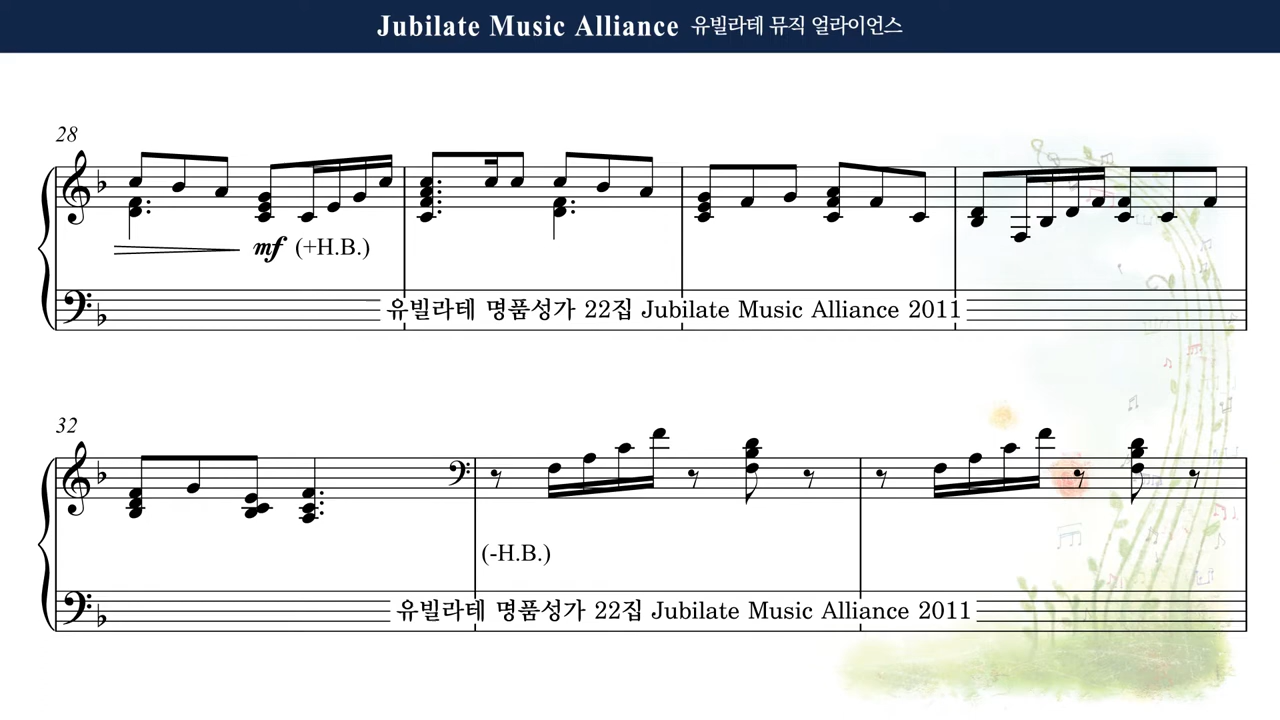 Jubilate Music Alliance 유빌라테 뮤직 얼라이언스
28
mf (+H.B.)
유빌라테 명품성가 22집 Jubilate Music Alliance 2011
32
(-H.B.)
유빌라테 명품성가 22집 Jubilate Music Alliance 2011